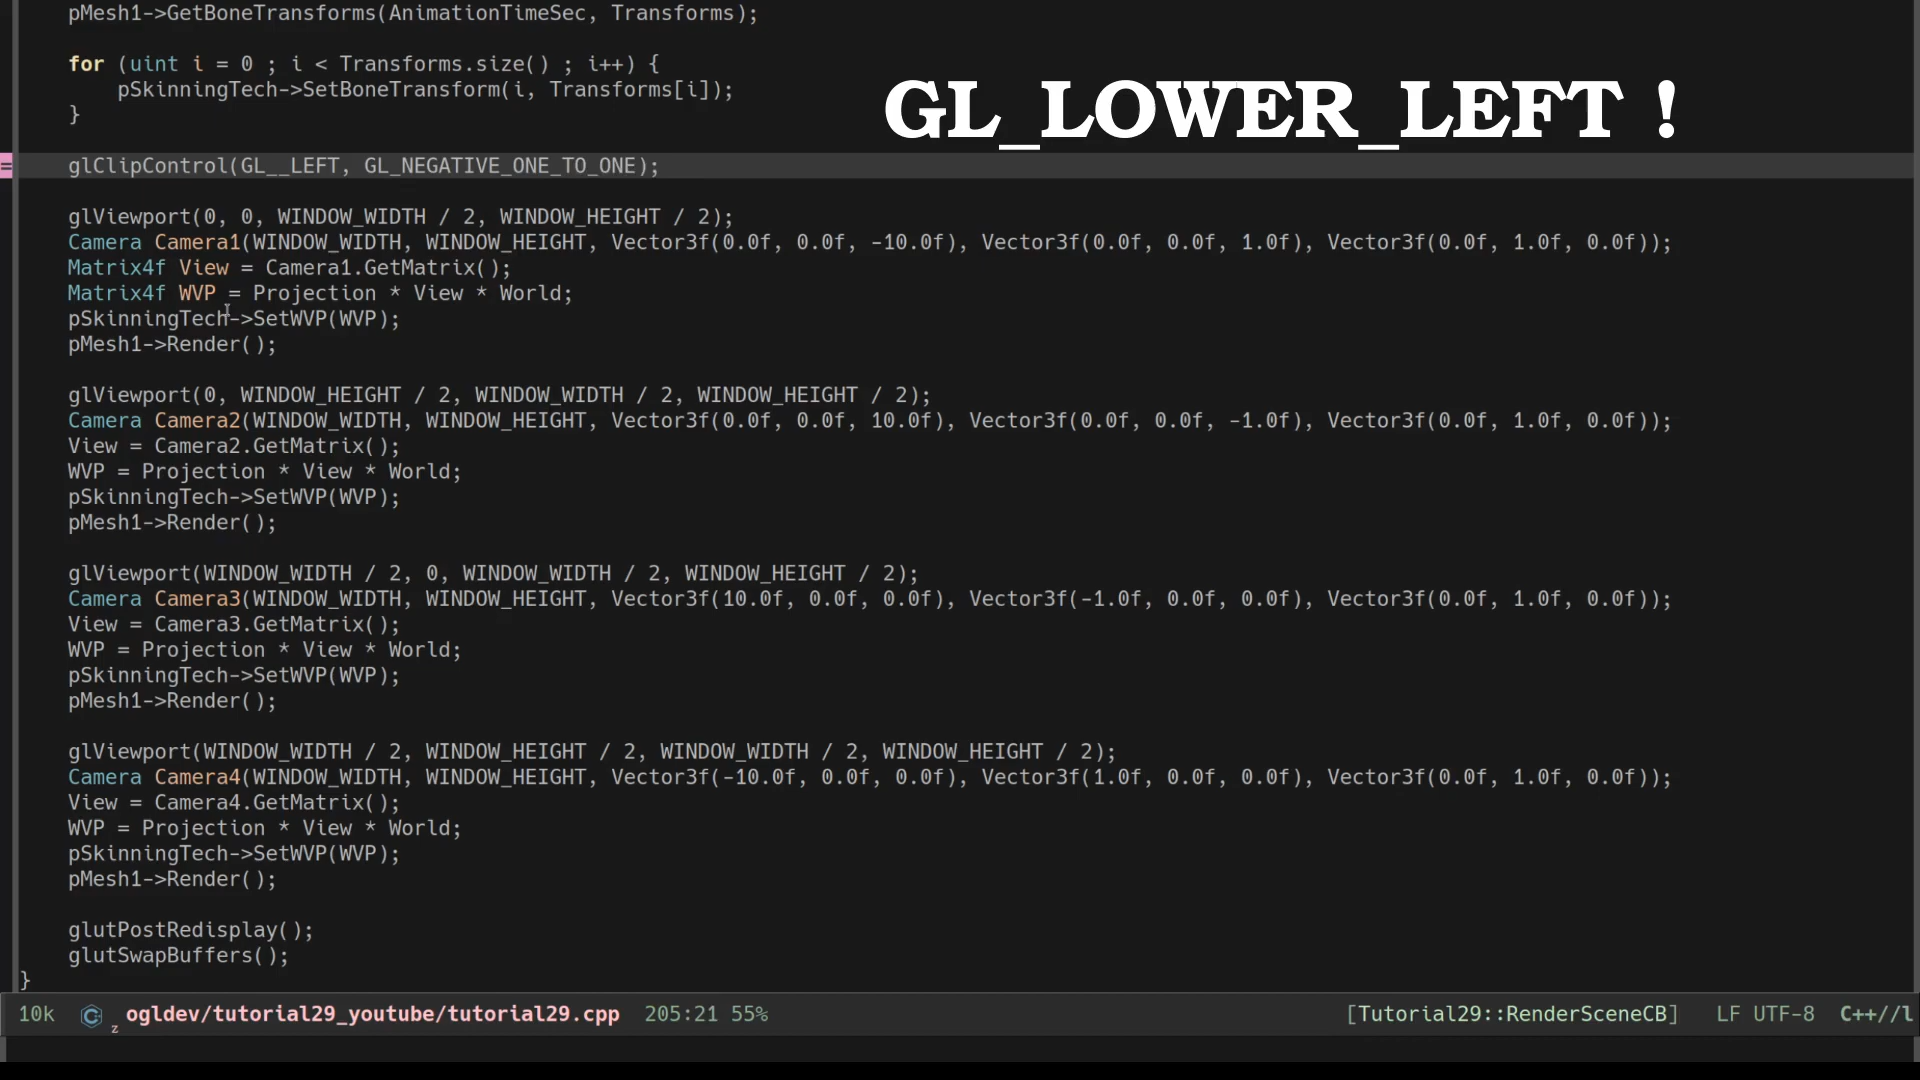 pMesh1->GetBoneTransforms(AnimationTimeSec, Transforms);
for (uint i = 0 ; i < Transforms.size() ; i++) {
pSkinningTech->SetBoneTransform(i, Transforms[i]);
}
GL_LOWER_LEFT !
glClipControl(GL__LEFT, GL_NEGATIVE_ONE_TO_ONE);
glViewport(0, 0, WINDOW_WIDTH / 2, WINDOW_HEIGHT / 2);
Camera Camera1(WINDOW_WIDTH, WINDOW_HEIGHT, Vector3f(0.0f, 0.0f, -10.0f), Vector3f(0.0f, 0.0f, 1.0f), Vector3f(0.0f, 1.0f, 0.0f));
Matrix4f View = Camera1.GetMatrix();
Matrix4f WVP = Projection * View * World;
pSkinningTech->SetWVP(WVP);
pMesh1->Render();
glViewport(0, WINDOW_HEIGHT / 2, WINDOW_WIDTH / 2, WINDOW_HEIGHT / 2);
Camera Camera2(WINDOW_WIDTH, WINDOW_HEIGHT, Vector3f(0.0f, 0.0f, 10.0f), Vector3f(0.0f, 0.0f, -1.0f), Vector3f(0.0f, 1.0f, 0.0f));
View = Camera2.GetMatrix();
WVP = Projection * View * World;
pSkinningTech->SetWVP(WVP);
pMesh1->Render();
glViewport(WINDOW_WIDTH / 2, 0, WINDOW_WIDTH / 2, WINDOW_HEIGHT / 2);
Camera Camera3(WINDOW_WIDTH, WINDOW_HEIGHT, Vector3f(10.0f, 0.0f, 0.0f), Vector3f(-1.0f, 0.0f, 0.0f), Vector3f(0.0f, 1.0f, 0.0f));
View = Camera3.GetMatrix();
WVP = Projection * View * World;
pSkinningTech->SetWVP(WVP);
pMesh1->Render();
glViewport(WINDOW_WIDTH / 2, WINDOW_HEIGHT / 2, WINDOW_WIDTH / 2, WINDOW_HEIGHT / 2);
Camera Camera4(WINDOW_WIDTH, WINDOW_HEIGHT, Vector3f(-10.0f, 0.0f, 0.0f), Vector3f(1.0f, 0.0f, 0.0f), Vector3f(0.0f, 1.0f, 0.0f));
View = Camera4.GetMatrix();
WVP = Projection * View * World;
pSkinningTech->SetWVP(WVP);
pMesh1->Render();
glutPostRedisplay();
glutSwapBuffers();
}
10k C z ogldev/tutorial29_youtube/tutorial29.cpp 205:21 55% [Tutorial29::RenderSceneCB] LF UTF-8 C++//l